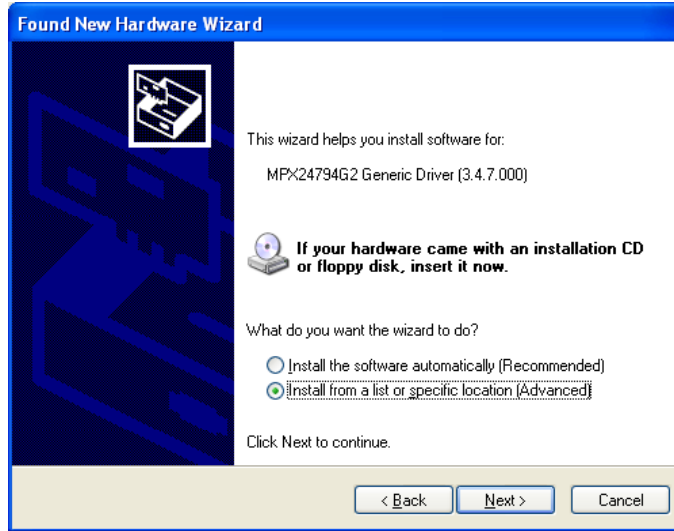 Found New Hardware Wizard
This wizard helps you install software for:
MPX24794G2 Generic Driver (3.4.7.000)
If your hardware came with an installation CD
or floppy disk, insert it now.
What do you want the wizard to do?
Install the software automatically (Recommended)
Install from a list or specific location (Advanced)
Click Next to continue.
< Back Next > Cancel